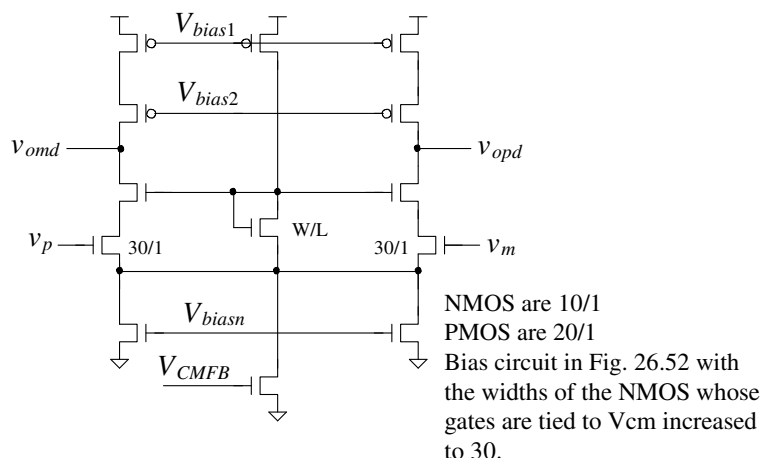 V_bias1
V_bias2
v_omd
v_opd
W/L
v_p
30/1
30/1
v_m
V_biasn
V_CMFB
NMOS are 10/1
PMOS are 20/1
Bias circuit in Fig. 26.52 with
the widths of the NMOS whose
gates are tied to Vcm increased
to 30.